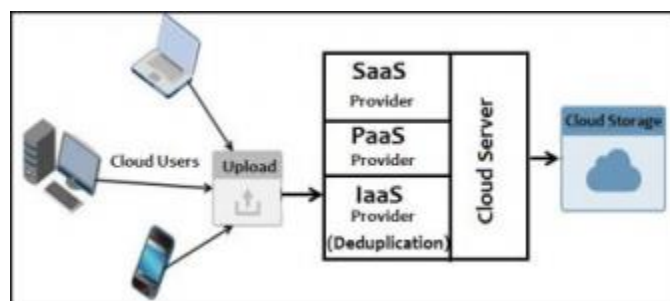 Cloud Users
Upload
SaaS
Provider
PaaS
Provider
IaaS
Provider
(Deduplication)
Cloud Server
Cloud Storage